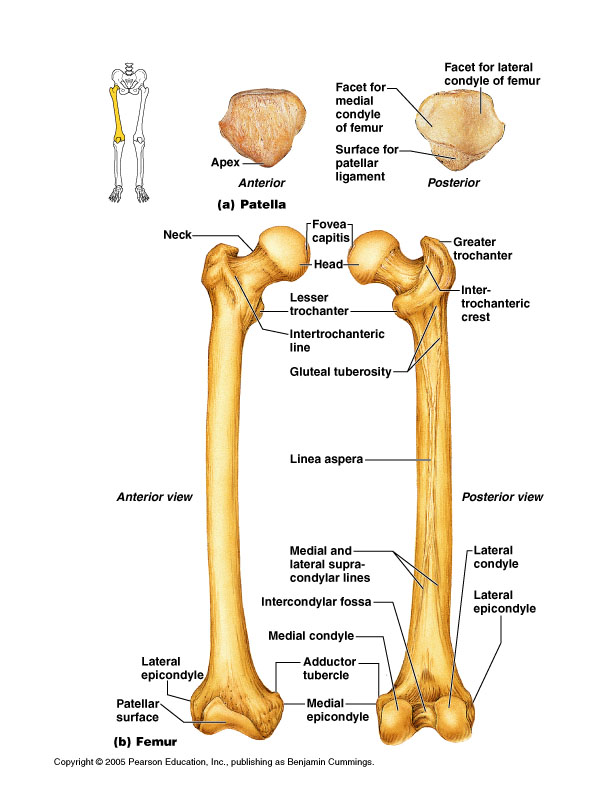 Facet for lateral
condyle of femur
Facet for
medial
condyle
of femur
Surface for
patellar
ligament
Apex
Anterior
Posterior
(a) Patella
Neck
Fovea
capitis
Head
Greater
trochanter
Inter-
trochanteric
crest
Lesser
trochanter
Intertrochanteric
line
Gluteal tuberosity
Linea aspera
Anterior view
Posterior view
Medial and
lateral supra-
condylar lines
Lateral
condyle
Intercondylar fossa
Lateral
epicondyle
Medial condyle
Lateral
epicondyle
Adductor
tubercle
Patellar
surface
Medial
epicondyle
(b) Femur
Copyright © 2005 Pearson Education, Inc., publishing as Benjamin Cummings.